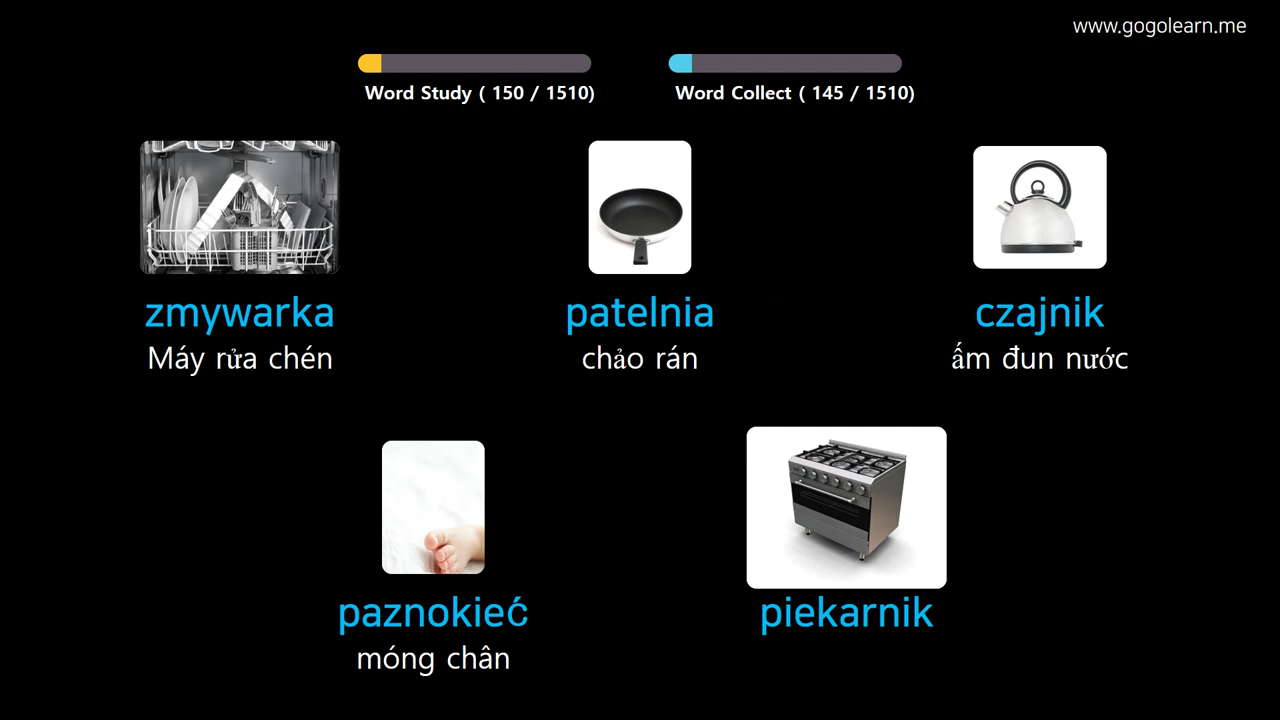 www.gogolearn.me
Word Study ( 150 / 1510)
Word Collect ( 145 / 1510)
zmywarka
Máy rửa chén
patelnia
chảo rán
czajnik
ấm đun nước
paznokieć
móng chân
piekarnik